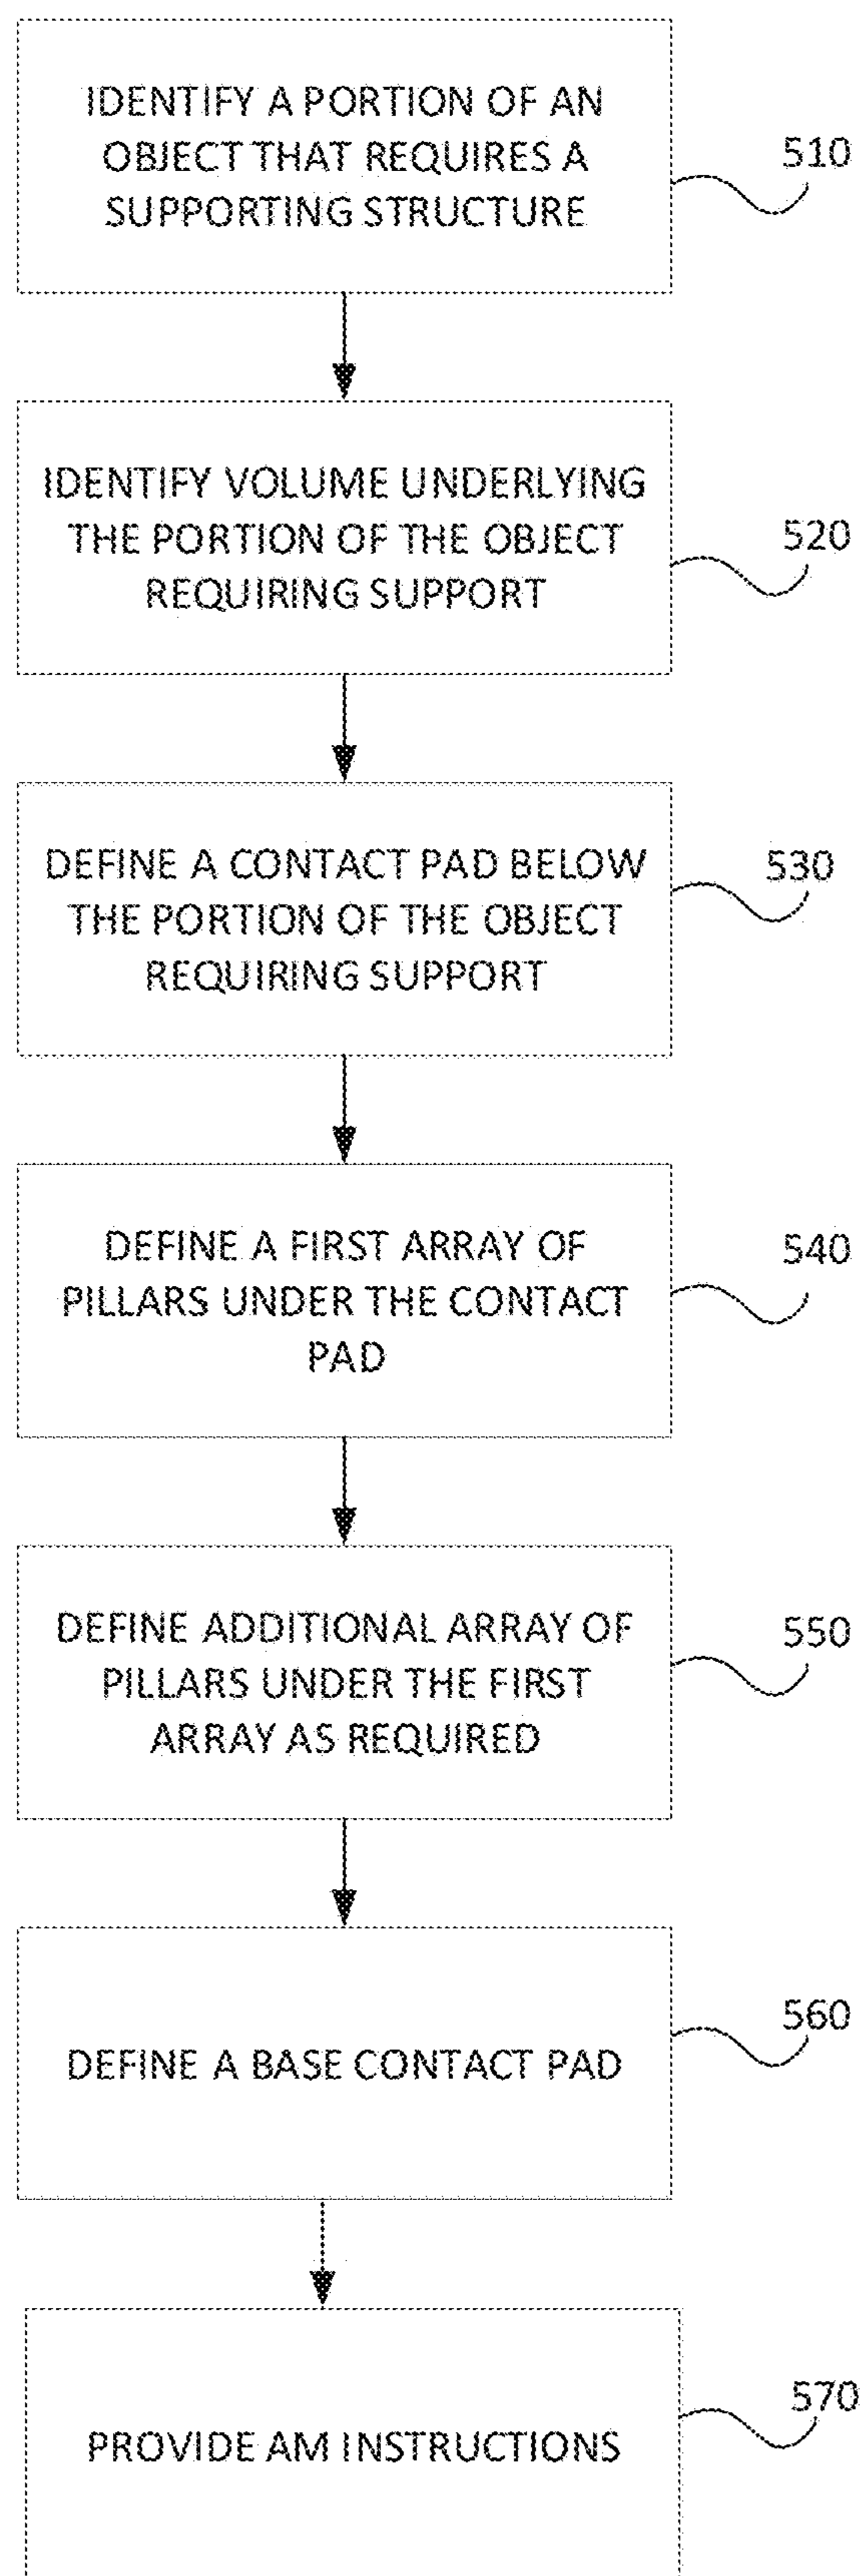 IDENTIFY A PORTION OF AN
OBJECT THAT REQUIRES A
SUPPORTING STRUCTURE
510
IDENTIFY VOLUME UNDERLYING
THE PORTION OF THE OBJECT
REQUIRING SUPPORT
520
DEFINE A CONTACT PAD BELOW
THE PORTION OF THE OBJECT
REQUIRING SUPPORT
530
DEFINE A FIRST ARRAY OF
PILLARS UNDER THE CONTACT
PAD
540
DEFINE ADDITIONAL ARRAY OF
PILLARS UNDER THE FIRST
ARRAY AS REQUIRED
550
DEFINE A BASE CONTACT PAD
560
PROVIDE AM INSTRUCTIONS
570